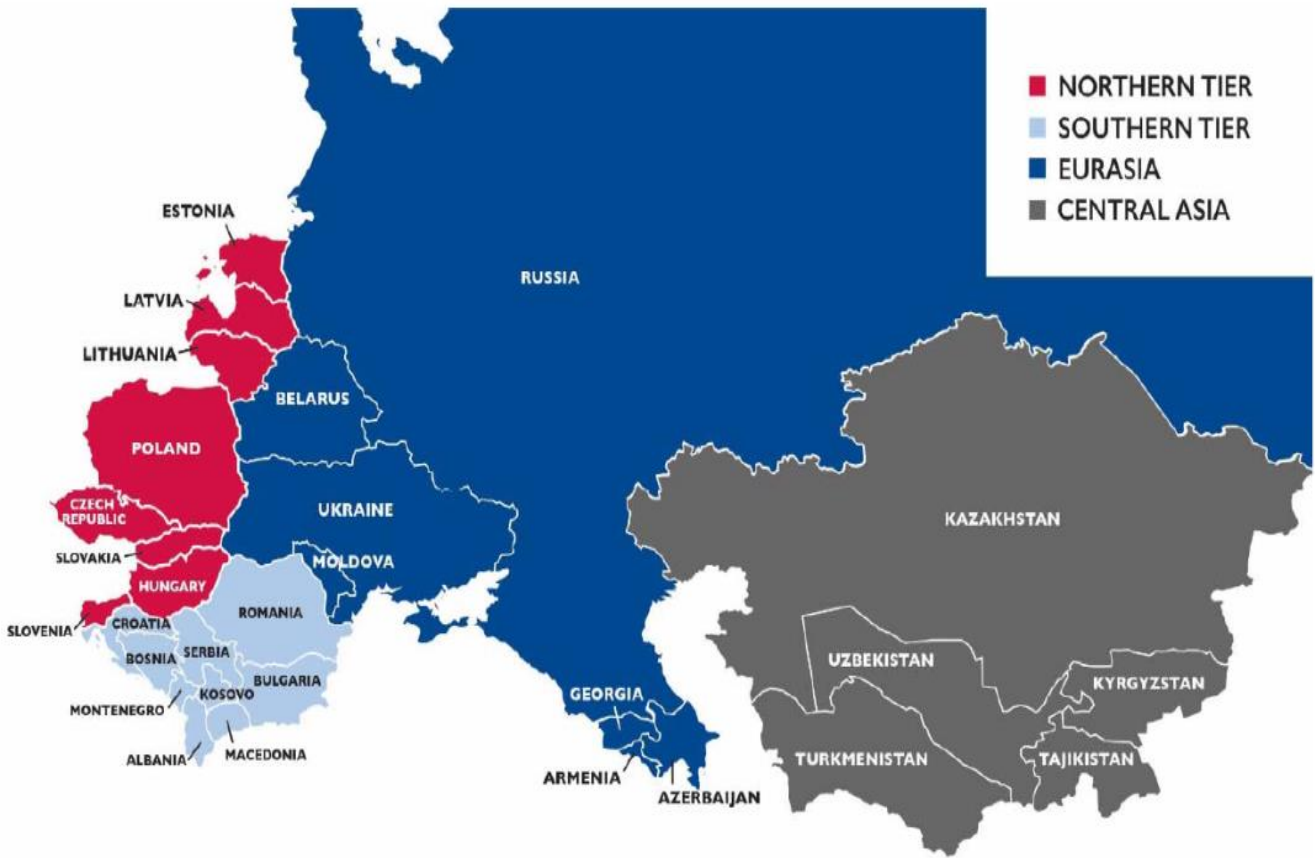 NORTHERN TIER
SOUTHERN TIER
EURASIA
CENTRAL ASIA
ESTONIA
RUSSIA
LATVIA
LITHUANIA
BELARUS
POLAND
CZECH
REPUBLIC
UKRAINE
KAZAKHSTAN
SLOVAKIA
MOLDOVA
HUNGARY
ROMANIA
SLOVENIA
CROATIA
BOSNIA
SERBIA
UZBEKISTAN
BULGARIA
KYRGYZSTAN
KOSOVO
GEORGIA
MONTENEGRO
ALBANIA
MACEDONIA
TURKMENISTAN
TAJIKISTAN
ARMENIA
AZERBAIJAN